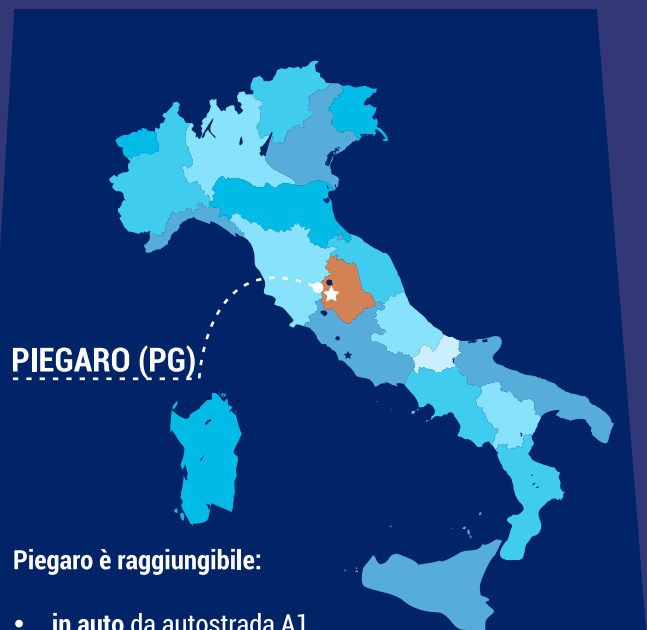 PIEGARO (PG)
Piegaro è raggiungibile:
• in auto da autostrada A1